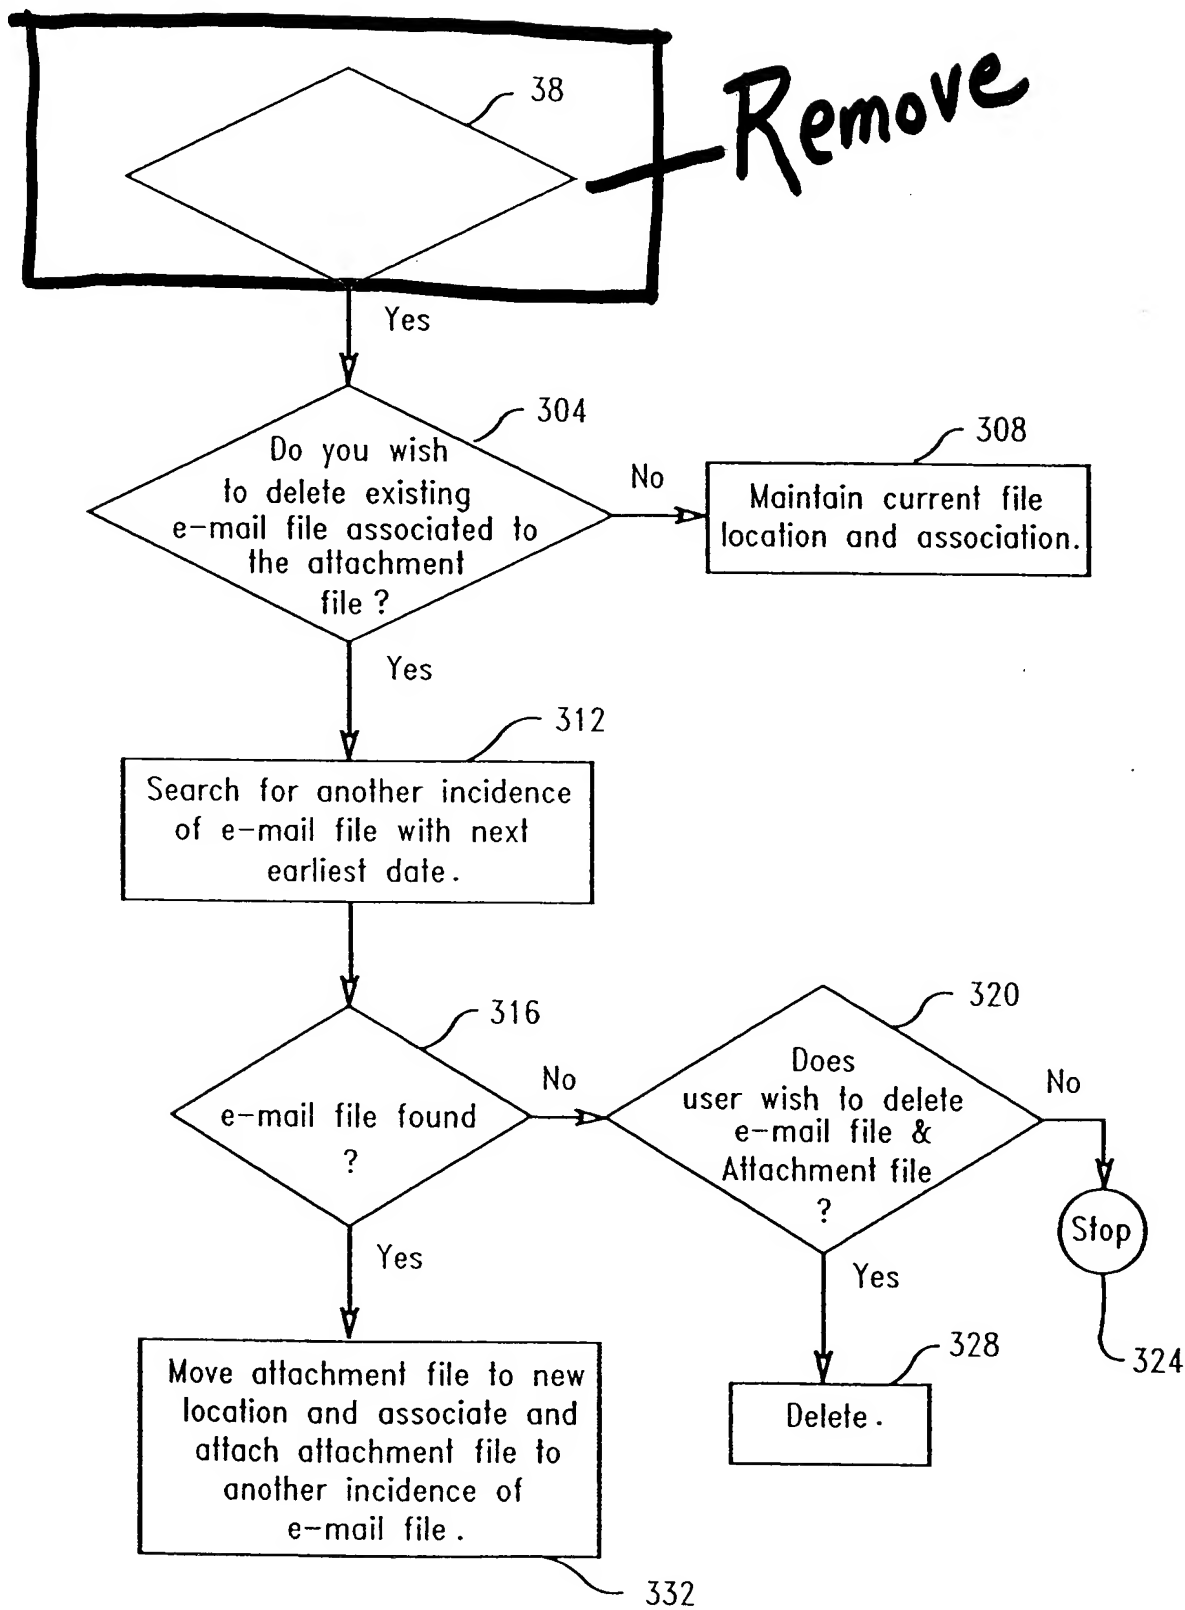 38
Remove
Yes
304
Do you wish
to delete existing
e-mail file associated to
the attachment
file ?
No
308
Maintain current file
location and association.
Yes
312
Search for another incidence
of e-mail file with next
earliest date .
316
e-mail file found
?
No
320
Does
user wish to delete
e-mail file &
Attachment file
?
No
Stop
324
Yes
Yes
328
Delete .
Move attachment file to new
location and associate and
attach attachment file to
another incidence of
e-mail file .
332